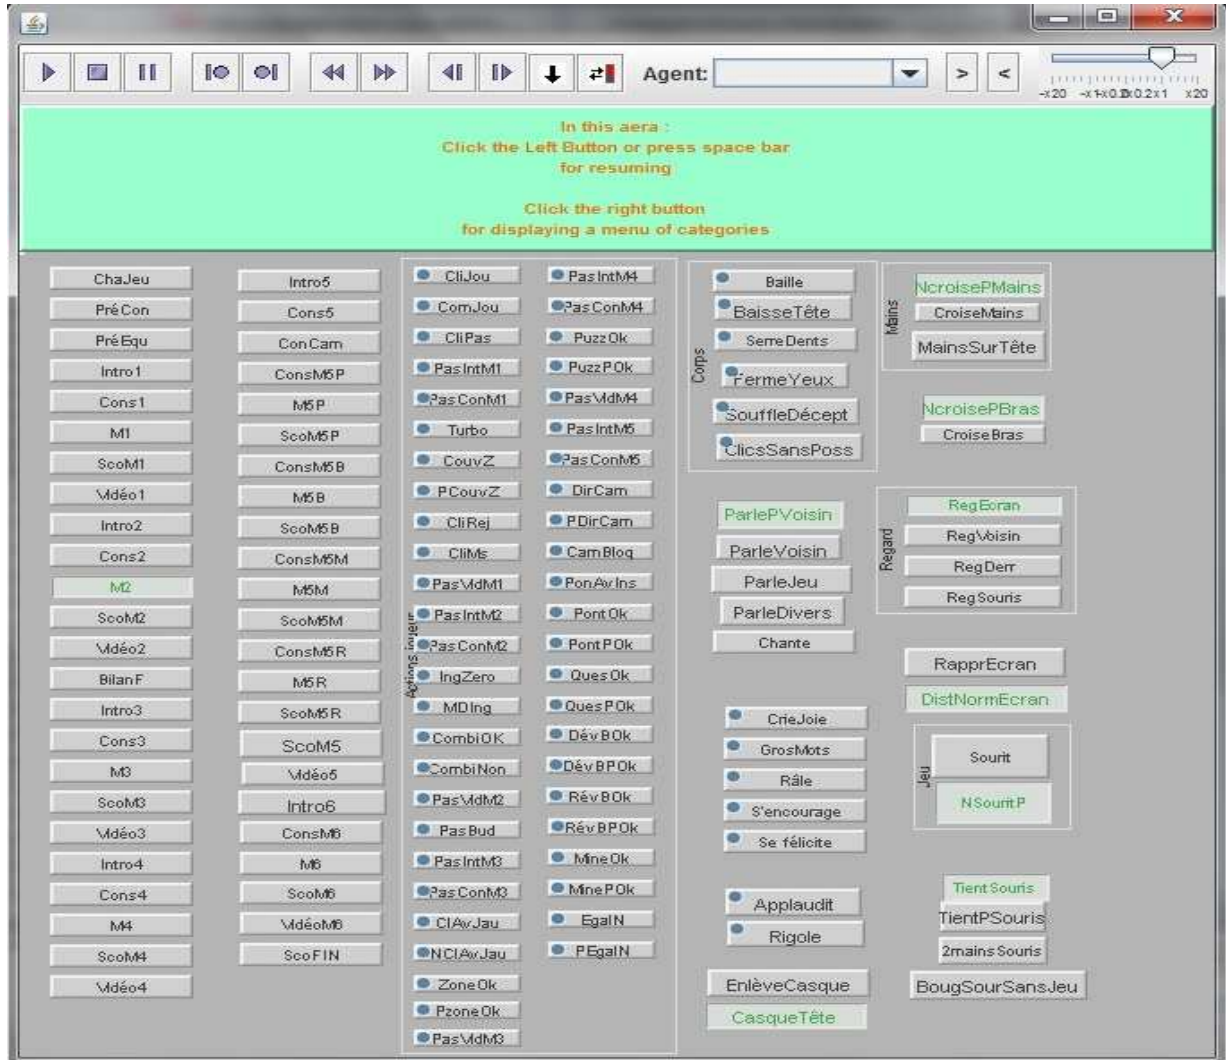 Agent:
> <
-x20 -x1 -x0.2 x0.2 x1 x20
In this aera :
Click the Left Button or press space bar
for resuming
Click the right button
for displaying a menu of categories
ChaJeu
PréCon
PréEqu
Intro1
Cons1
M1
ScoM1
Vidéo1
Intro2
Cons2
M2
ScoM2
Vidéo2
BilanF
Intro3
Cons3
M3
ScoM3
Vidéo3
Intro4
Cons4
M4
ScoM4
Vidéo4
Intro5
Cons5
ConCam
ConsM5P
M5P
ScoM5P
ConsM5B
M5B
ScoM5B
ConsM5M
M5M
ScoM5M
ConsM5R
M5R
ScoM5R
ScoM5
Vidéo5
Intro6
ConsM6
M6
ScoM6
VidéoM6
ScoFIN
Actions joueur
CliJou
ComJou
CliPas
PasIntM1
PasConM1
Turbo
CouvZ
PCouvZ
CliRej
CliMs
PasVidM1
PasIntM2
PasConM2
IngZero
MDIng
CombiOK
CombiNon
PasVidM2
PasBud
PasIntM3
PasConM3
ClAvJau
NClAvJau
ZoneOk
PzoneOk
PasVidM3
PasIntM4
PasConM4
PuzzOk
PuzzPOk
PasVidM4
PasIntM5
PasConM5
DirCam
PDirCam
CamBloq
PonAvIns
PontOk
PontPOk
QuesOk
QuesPOk
DévBOk
DévBPOk
RévBOk
RévBPOk
MineOk
MinePOk
EgalN
PEgalN
Corps
Baille
BaisseTête
SerreDents
FermeYeux
SouffleDécept
ClicsSansPoss
ParlePVoisin
ParleVoisin
ParleJeu
ParleDivers
Chante
CrieJoie
GrosMots
Râle
S'encourage
Se félicite
Applaudit
Rigole
EnlèveCasque
CasqueTête
Mains
NcroisePMains
CroiseMains
MainsSurTête
NcroisePBras
CroiseBras
Regard
RegEcran
RegVoisin
RegDerr
RegSouris
RapprEcran
DistNormEcran
Jeu
Sourit
NSouritP
TientSouris
TientPSouris
2mainsSouris
BougSourSansJeu